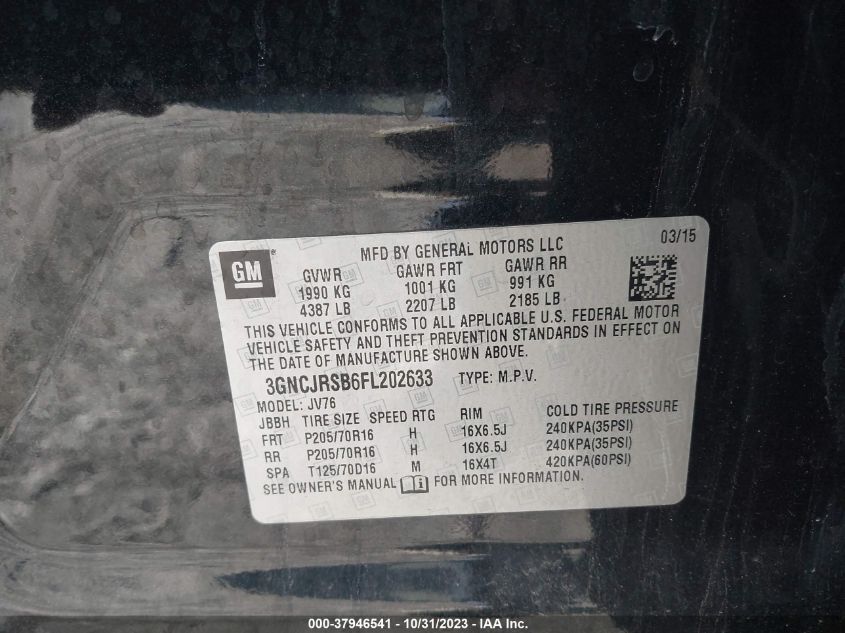 GM
MFD BY GENERAL MOTORS LLC 03/15
GVWR GAWR FRT GAWR RR
1990 KG 1001 KG 991 KG
4387 LB 2207 LB 2185 LB
THIS VEHICLE CONFORMS TO ALL APPLICABLE U.S. FEDERAL MOTOR
VEHICLE SAFETY AND THEFT PREVENTION STANDARDS IN EFFECT ON
THE DATE OF MANUFACTURE SHOWN ABOVE.
3GNCJRSB6FL202633 TYPE: M.P.V.
MODEL: JV76
JBBH TIRE SIZE SPEED RTG RIM COLD TIRE PRESSURE
FRT P205/70R16 H 16X6.5J 240KPA(35PSI)
RR P205/70R16 H 16X6.5J 240KPA(35PSI)
SPA T125/70D16 M 16X4T 420KPA(60PSI)
SEE OWNER'S MANUAL FOR MORE INFORMATION.
000-37946541 - 10/31/2023 - IAA Inc.